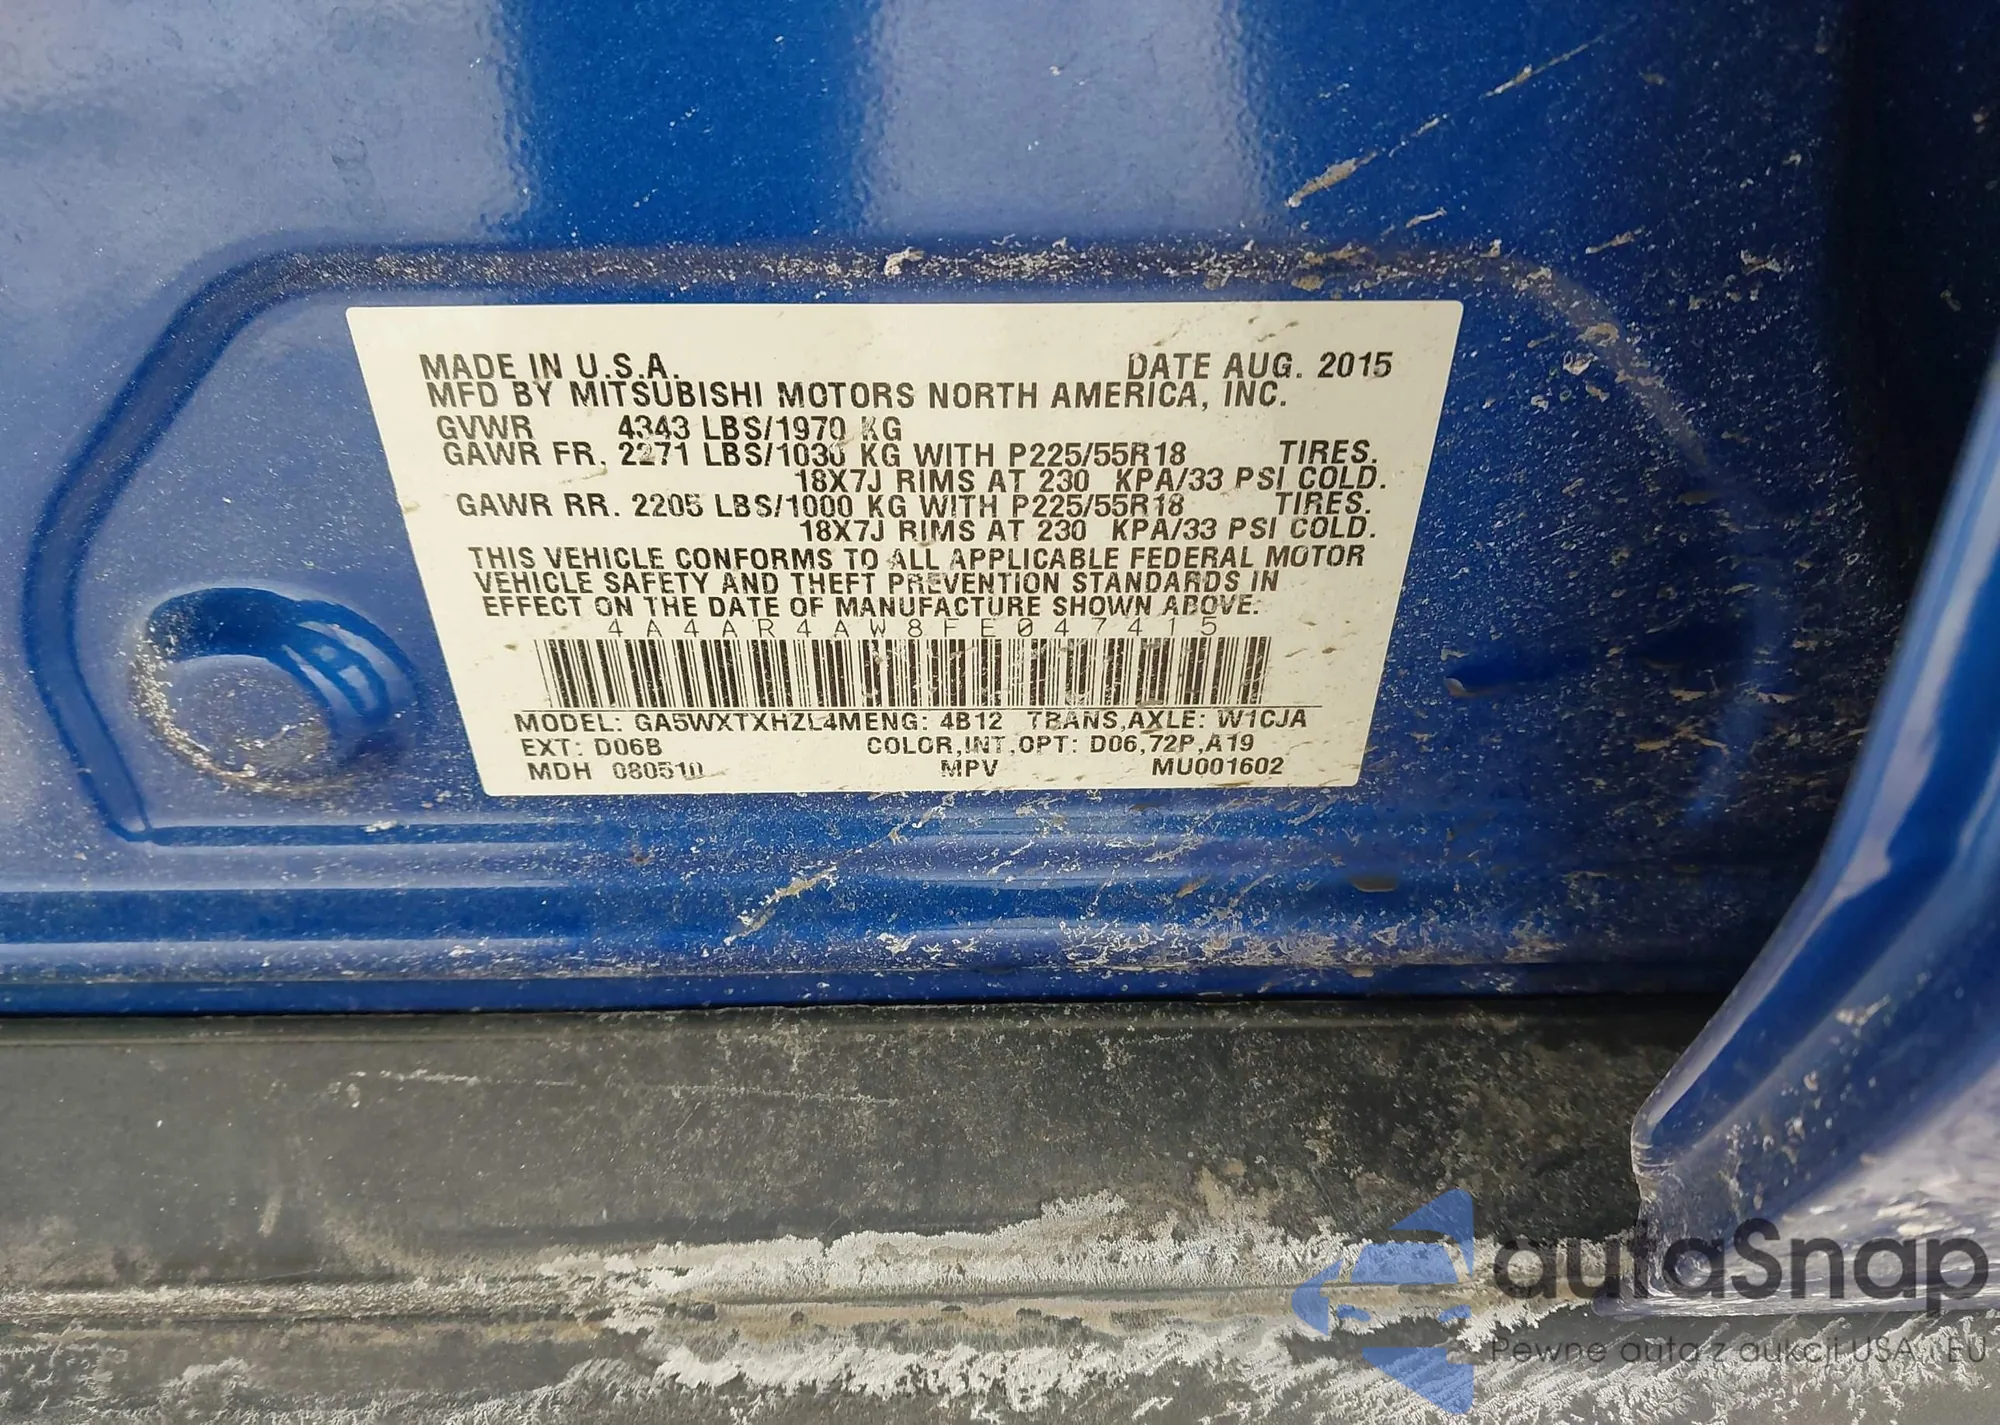 MADE IN U.S.A. DATE AUG. 2015
MFD BY MITSUBISHI MOTORS NORTH AMERICA, INC.
GVWR 4343 LBS/1970 KG
GAWR FR. 2271 LBS/1030 KG WITH P225/55R18 TIRES.
18X7J RIMS AT 230 KPA/33 PSI COLD.
GAWR RR. 2205 LBS/1000 KG WITH P225/55R18 TIRES.
18X7J RIMS AT 230 KPA/33 PSI COLD.
THIS VEHICLE CONFORMS TO ALL APPLICABLE FEDERAL MOTOR
VEHICLE SAFETY AND THEFT PREVENTION STANDARDS IN
EFFECT ON THE DATE OF MANUFACTURE SHOWN ABOVE.
4A4AR4AW8FE047415
MODEL: GA5WXTXHZL4M ENG: 4B12 TRANS,AXLE: W1CJA
EXT: D06B COLOR,INT,OPT: D06,72P,A19
MDH 080510 MPV MU001602
autaSnap
Pewne auta z aukcji USA i EU